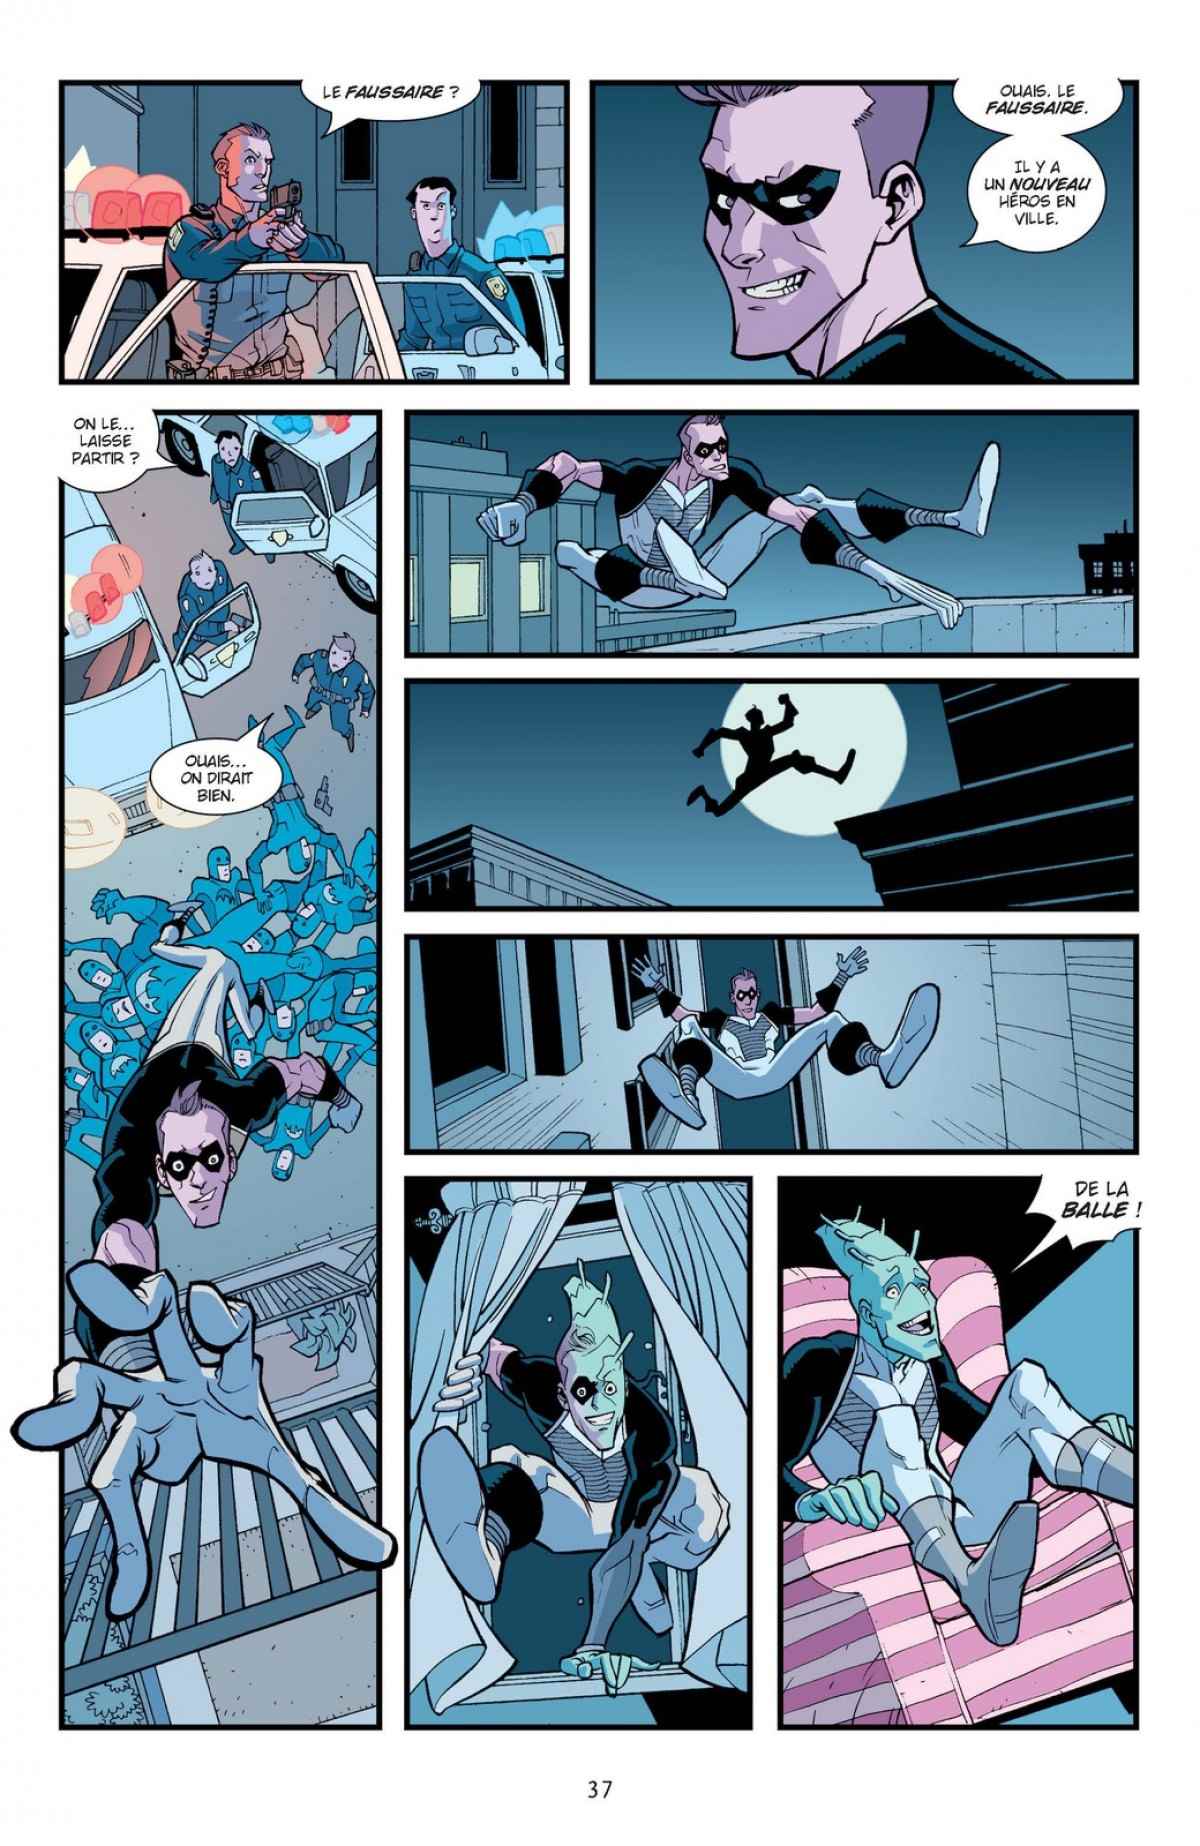 LE FAUSSAIRE ?
OUAIS. LE
FAUSSAIRE.
IL Y A
UN NOUVEAU
HÉROS EN
VILLE.
ON LE...
LAISSE
PARTIR ?
OUAIS...
ON DIRAIT
BIEN.
DE LA
BALLE !
37